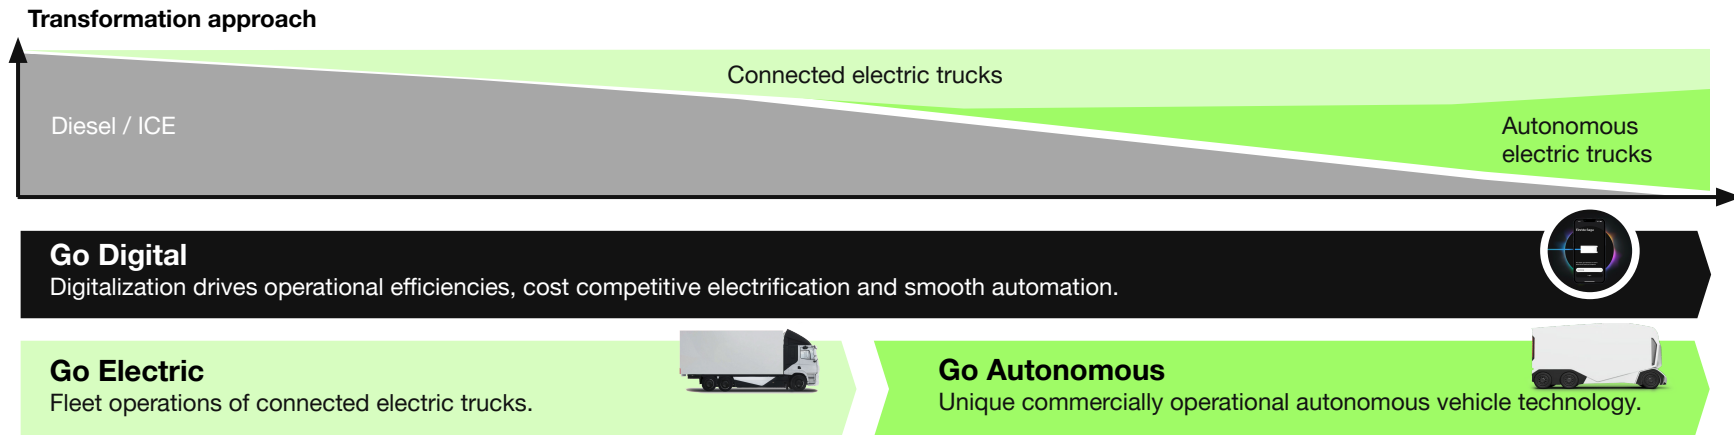 Transformation approach
Connected electric trucks
Diesel / ICE
Autonomous
electric trucks
Go Digital
Digitalization drives operational efficiencies, cost competitive electrification and smooth automation.
Go Electric
Fleet operations of connected electric trucks.
Go Autonomous
Unique commercially operational autonomous vehicle technology.